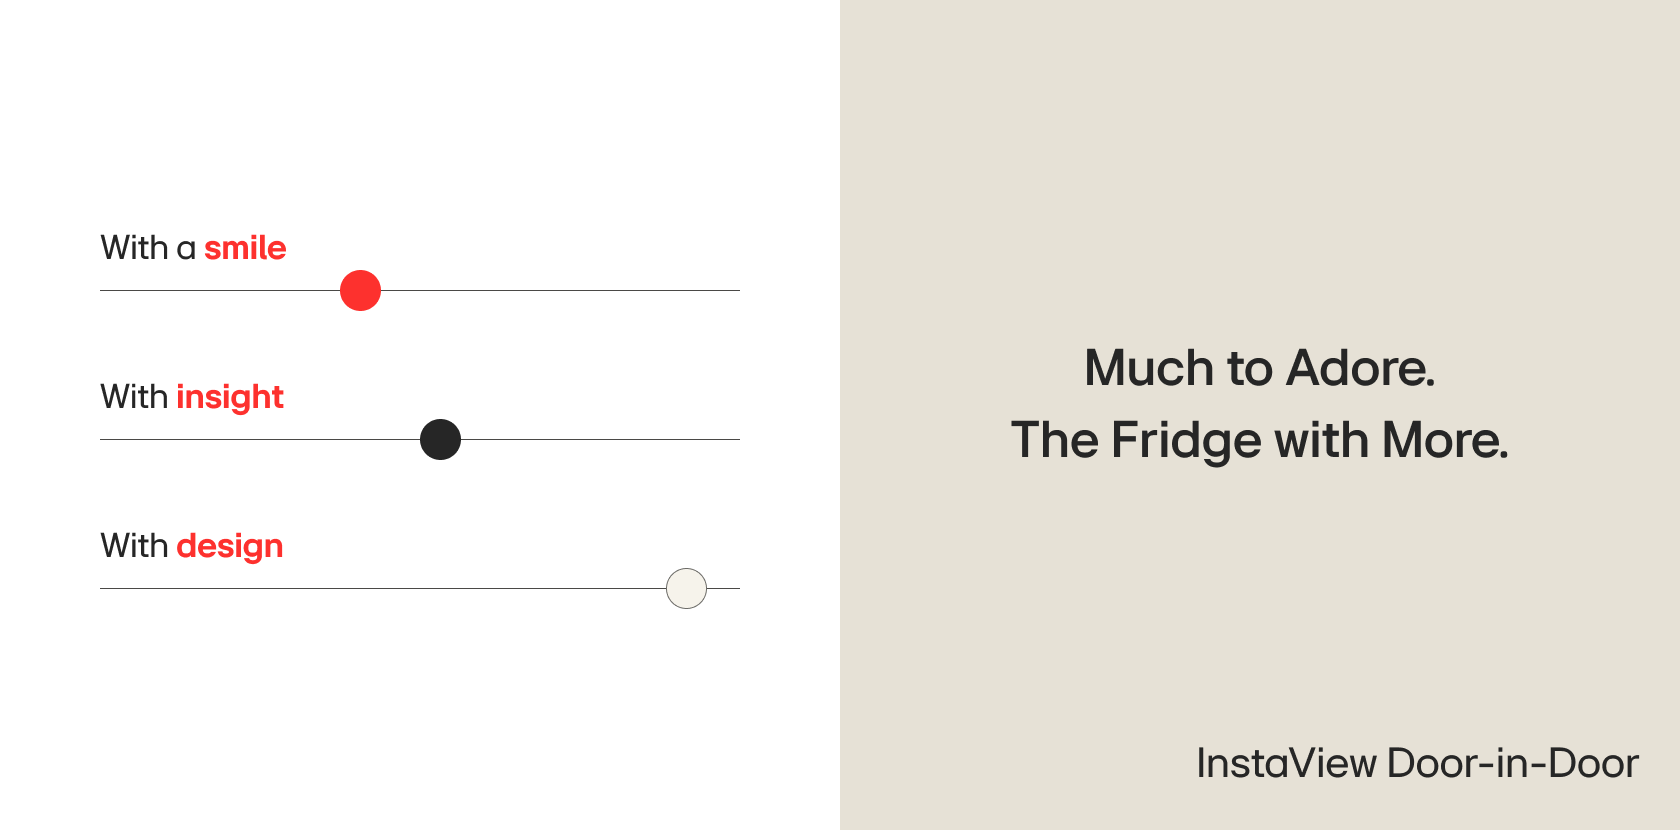 With a smile
With insight
With design
Much to Adore.
The Fridge with More.
InstaView Door-in-Door